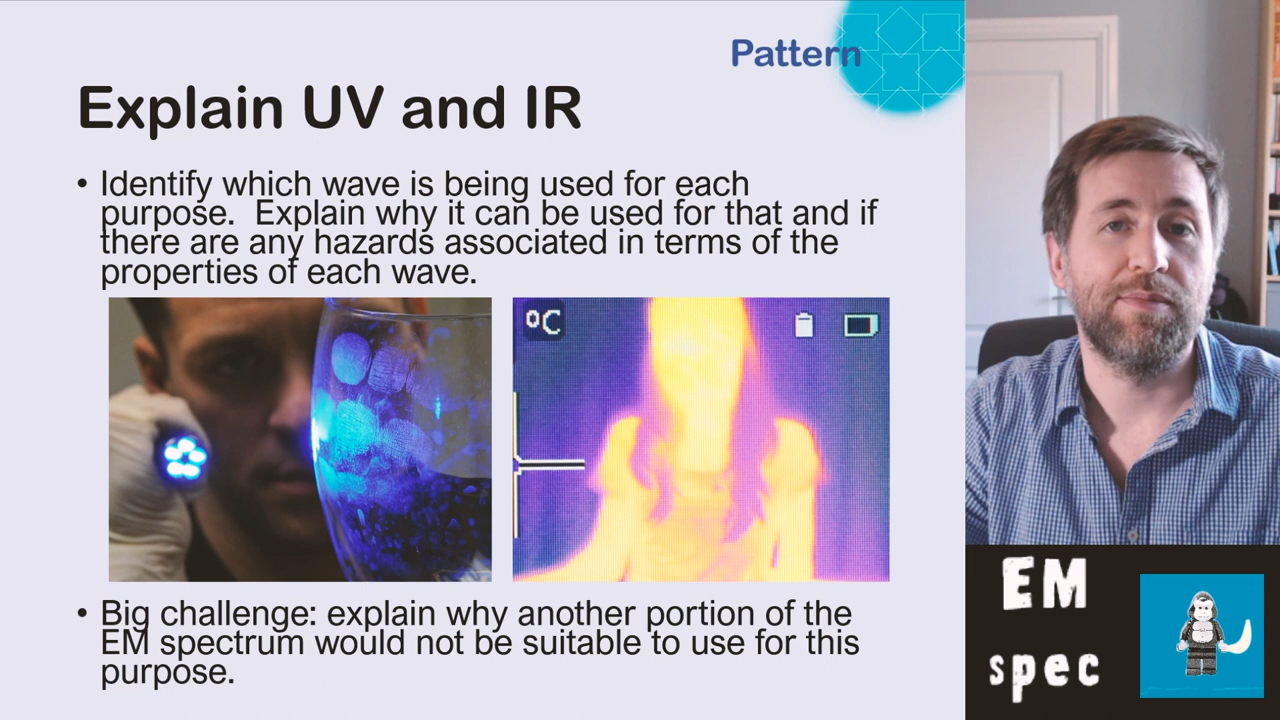 Pattern
Explain UV and IR
• Identify which wave is being used for each
purpose.  Explain why it can be used for that and if
there are any hazards associated in terms of the
properties of each wave.
ºC
• Big challenge: explain why another portion of the
EM spectrum would not be suitable to use for this
purpose.
EM
spec